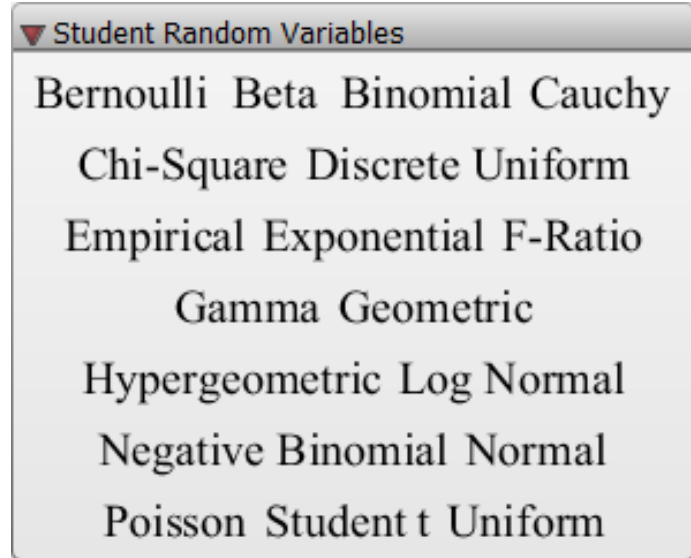 Student Random Variables
Bernoulli Beta Binomial Cauchy
Chi-Square Discrete Uniform
Empirical Exponential F-Ratio
Gamma Geometric
Hypergeometric Log Normal
Negative Binomial Normal
Poisson Student t Uniform